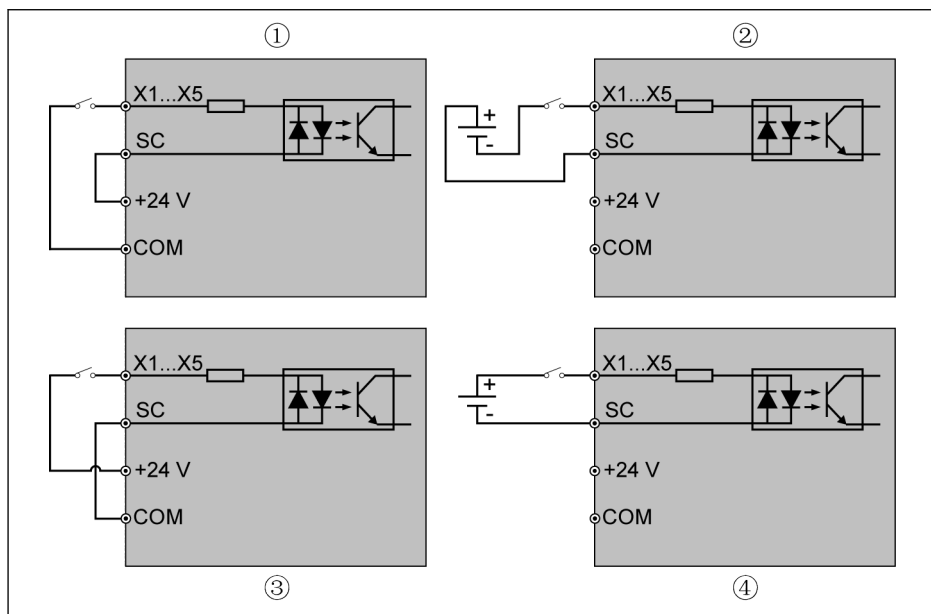 ①
②
X1...X5
SC
+24 V
COM
+
-
X1...X5
SC
+24 V
COM
X1...X5
SC
+24 V
COM
+
-
X1...X5
SC
+24 V
COM
③
④